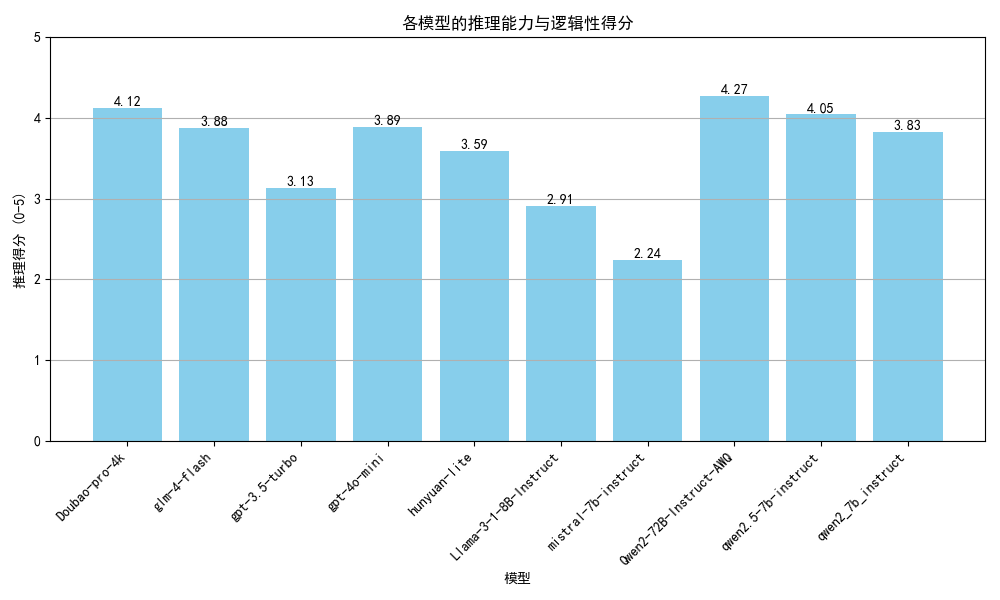 各模型的推理能力与逻辑性得分
推理得分 (0-5)
5
4
3
2
1
0
4.12
3.88
3.13
3.89
3.59
2.91
2.24
4.27
4.05
3.83
Doubao-pro-4k
glm-4-flash
gpt-3.5-turbo
gpt-4o-mini
hunyuan-lite
Llama-3-1-8B-Instruct
mistral-7b-instruct
Qwen2-72B-Instruct-AWQ
qwen2.5-7b-instruct
qwen2_7b_instruct
模型